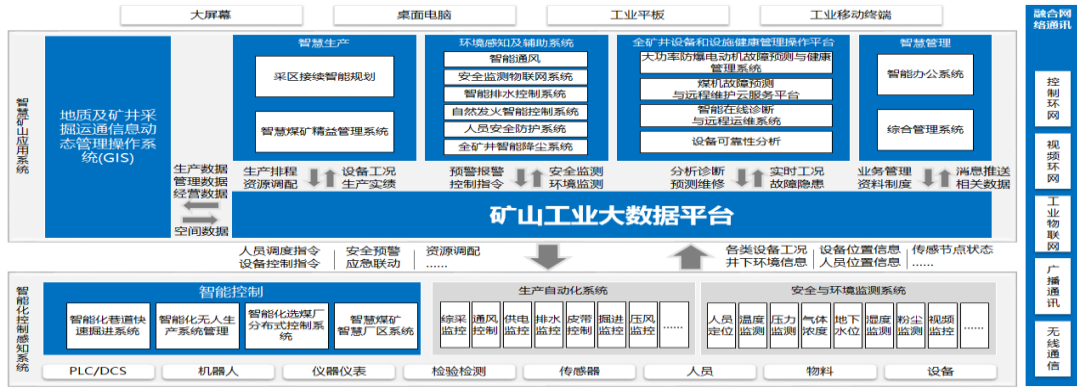 大屏幕
桌面电脑
工业平板
工业移动终端
融合网
络通讯
智慧矿山应用系统
地质及矿井采
掘运通信息动
态管理操作系
统(GIS)
智慧生产
采区接续智能规划
智慧煤矿精益管理系统
环境感知及辅助系统
智能通风
安全监测物联网系统
智能排水控制系统
自然发火智能控制系统
人员安全防护系统
全矿井智能降尘系统
全矿井设备和设施健康管理操作平台
大功率防爆电动机故障预测与健康
管理系统
煤机故障预测
与远程维护云服务平台
智能在线诊断
与远程运维系统
设备可靠性分析
智慧管理
智能办公系统
综合管理系统
生产数据
管理数据
经营数据
空间数据
生产排程
资源调配
设备工况
生产实绩
预警报警
控制指令
安全监测
环境监测
分析诊断
预测维修
实时工况
故障隐患
业务管理
资料制度
消息推送
相关数据
矿山工业大数据平台
人员调度指令
设备控制指令
安全预警
应急联动
资源调配
......
各类设备工况
井下环境信息
设备位置信息
人员位置信息
传感节点状态
......
智能化控制感知系统
智能控制
智能化巷道快
速掘进系统
智能化无人生
产系统管理
智能化选煤厂
分布式控制系
统
智慧煤矿
智慧厂区系统
生产自动化系统
综采监控
通风控制
供电监控
排水监控
皮带控制
掘进监控
压风监控
......
安全与环境监测系统
人员定位
温度监测
压力监测
气体浓度
地下水位
湿度监测
粉尘监测
视频监控
......
PLC/DCS
机器人
仪器仪表
检验检测
传感器
人员
物料
设备
控制环网
视频环网
工业物联网
广播通讯
无线通信